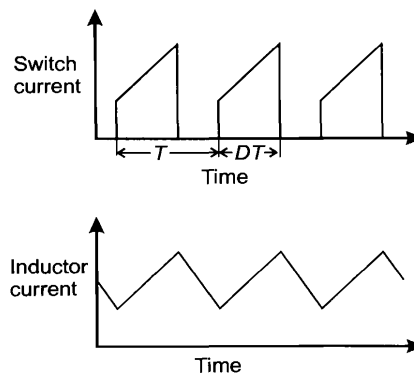 Switch
current
T
DT
Time
Inductor
current
Time